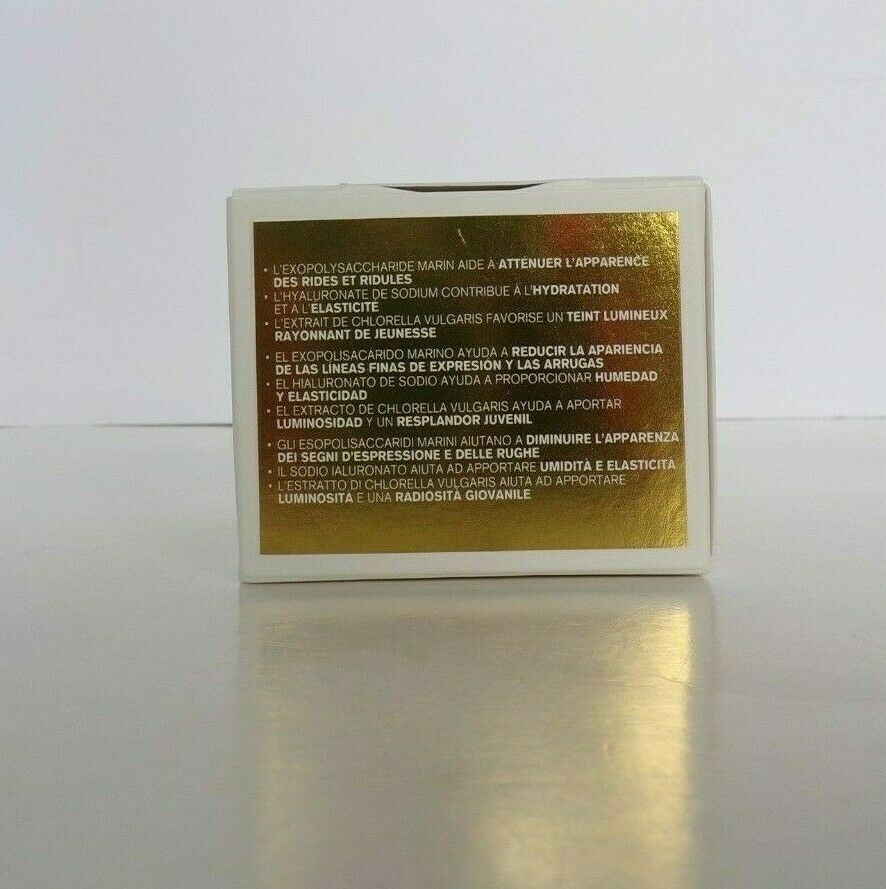 • L'EXOPOLYSACCHARIDE MARIN AIDE À ATTÉNUER L'APPARENCE
DES RIDES ET RIDULES
• L'HYALURONATE DE SODIUM CONTRIBUE À L'HYDRATATION
ET À L'ELASTICITÉ
• L'EXTRAIT DE CHLORELLA VULGARIS FAVORISE UN TEINT LUMINEUX
RAYONNANT DE JEUNESSE
• EL EXOPOLISACARIDO MARINO AYUDA A REDUCIR LA APARIENCIA
DE LAS LÍNEAS FINAS DE EXPRESIÓN Y LAS ARRUGAS
• EL HIALURONATO DE SODIO AYUDA A PROPORCIONAR HUMEDAD
Y ELASTICIDAD
• EL EXTRACTO DE CHLORELLA VULGARIS AYUDA A APORTAR
LUMINOSIDAD Y UN RESPLANDOR JUVENIL
• GLI ESOPOLISACCARIDI MARINI AIUTANO A DIMINUIRE L'APPARENZA
DEI SEGNI D'ESPRESSIONE E DELLE RUGHE
• IL SODIO IALURONATO AIUTA AD APPORTARE UMIDITÀ E ELASTICITÀ
• L'ESTRATTO DI CHLORELLA VULGARIS AIUTA AD APPORTARE
LUMINOSITÀ E UNA RADIOSITÀ GIOVANILE